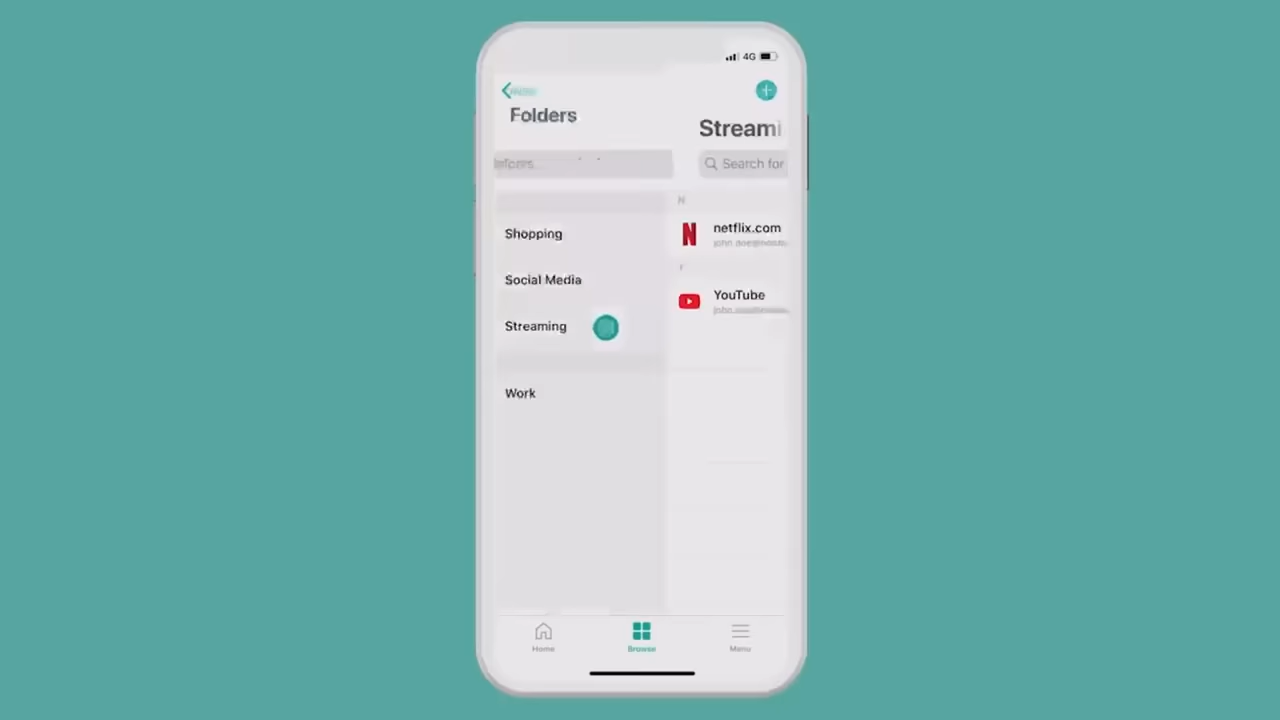 4G
Folders
Streami
Search for
Shopping
Social Media
Streaming
Work
N
netflix.com
YouTube
Home
Browse
Menu